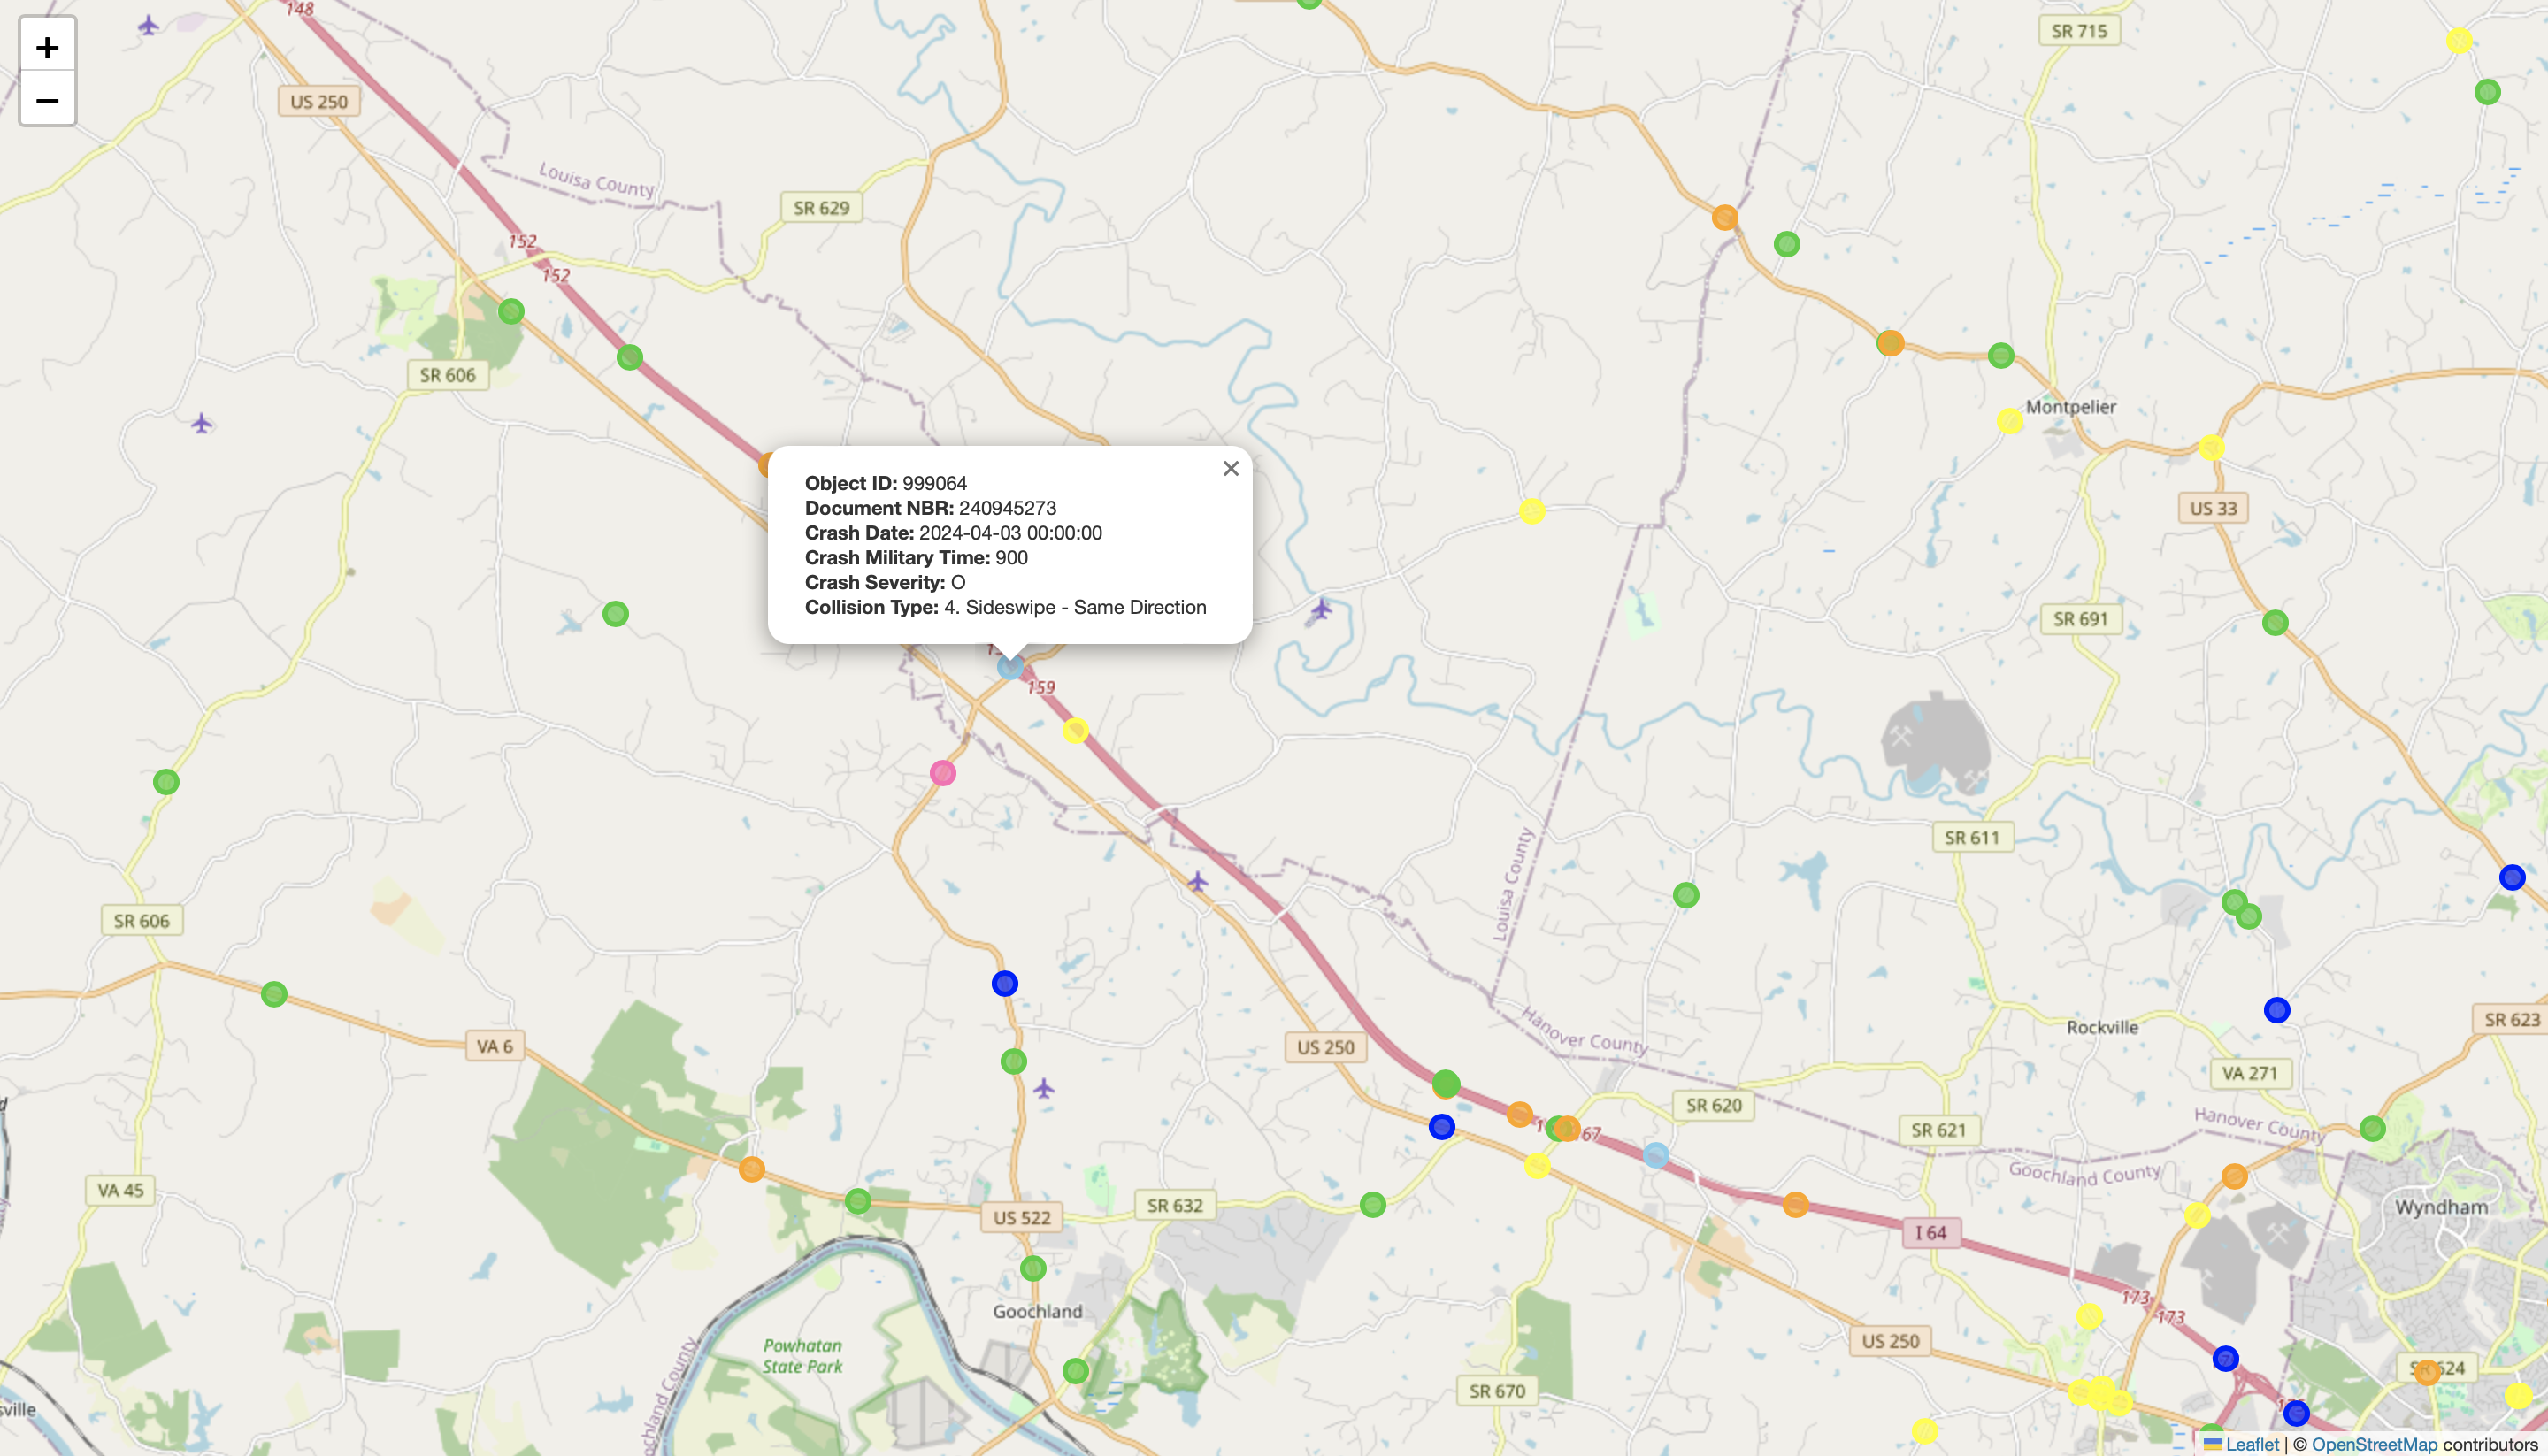 148
SR 715
+
−
US 250
Louisa County
SR 629
152
152
SR 606
Montpelier
×
Object ID: 999064
Document NBR: 240945273
Crash Date: 2024-04-03 00:00:00
Crash Military Time: 900
Crash Severity: O
Collision Type: 4. Sideswipe - Same Direction
US 33
SR 691
159
SR 611
Louisa County
SR 606
Hanover County
Rockville
SR 623
VA 6
US 250
VA 271
SR 620
Hanover County
SR 621
67
Goochland County
VA 45
SR 632
US 522
Wyndham
I 64
173
173
Goochland
Powhatan
State Park
US 250
SR 624
SR 670
ochland County
sville
Leaflet | © OpenStreetMap contributors